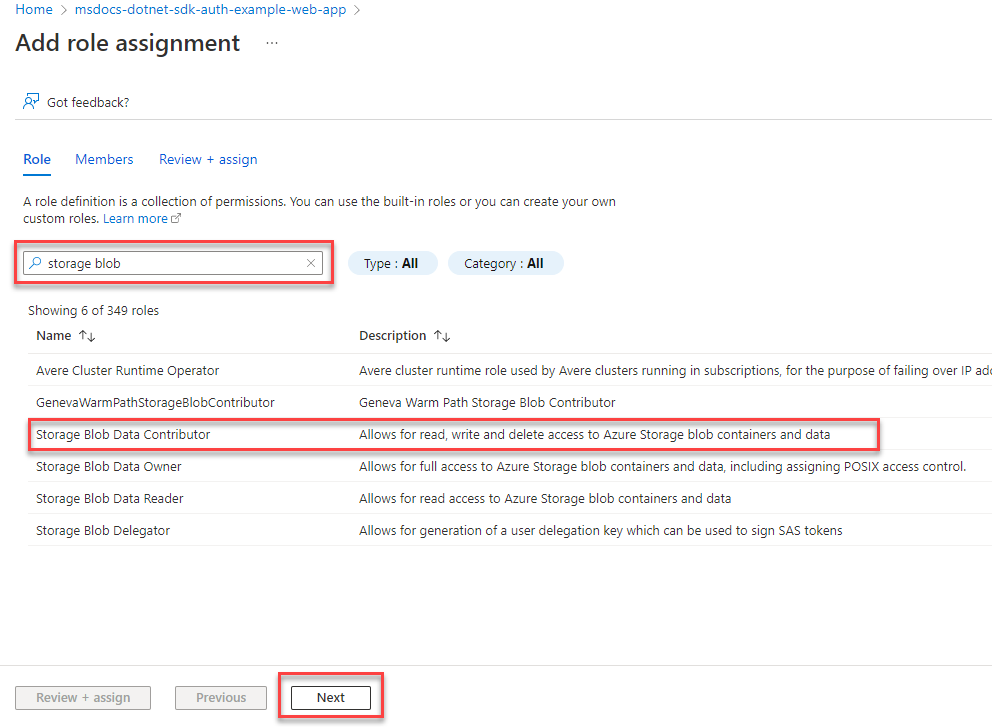 Home > msdocs-dotnet-sdk-auth-example-web-app >
Add role assignment ...
Got feedback?
Role Members Review + assign
A role definition is a collection of permissions. You can use the built-in roles or you can create your own
custom roles. Learn more
storage blob Type : All Category : All
Showing 6 of 349 roles
Name ↑↓ Description ↑↓
Avere Cluster Runtime Operator Avere cluster runtime role used by Avere clusters running in subscriptions, for the purpose of failing over IP
GenevaWarmPathStorageBlobContributor Geneva Warm Path Storage Blob Contributor
Storage Blob Data Contributor Allows for read, write and delete access to Azure Storage blob containers and data
Storage Blob Data Owner Allows for full access to Azure Storage blob containers and data, including assigning POSIX access control.
Storage Blob Data Reader Allows for read access to Azure Storage blob containers and data
Storage Blob Delegator Allows for generation of a user delegation key which can be used to sign SAS tokens
Review + assign Previous Next